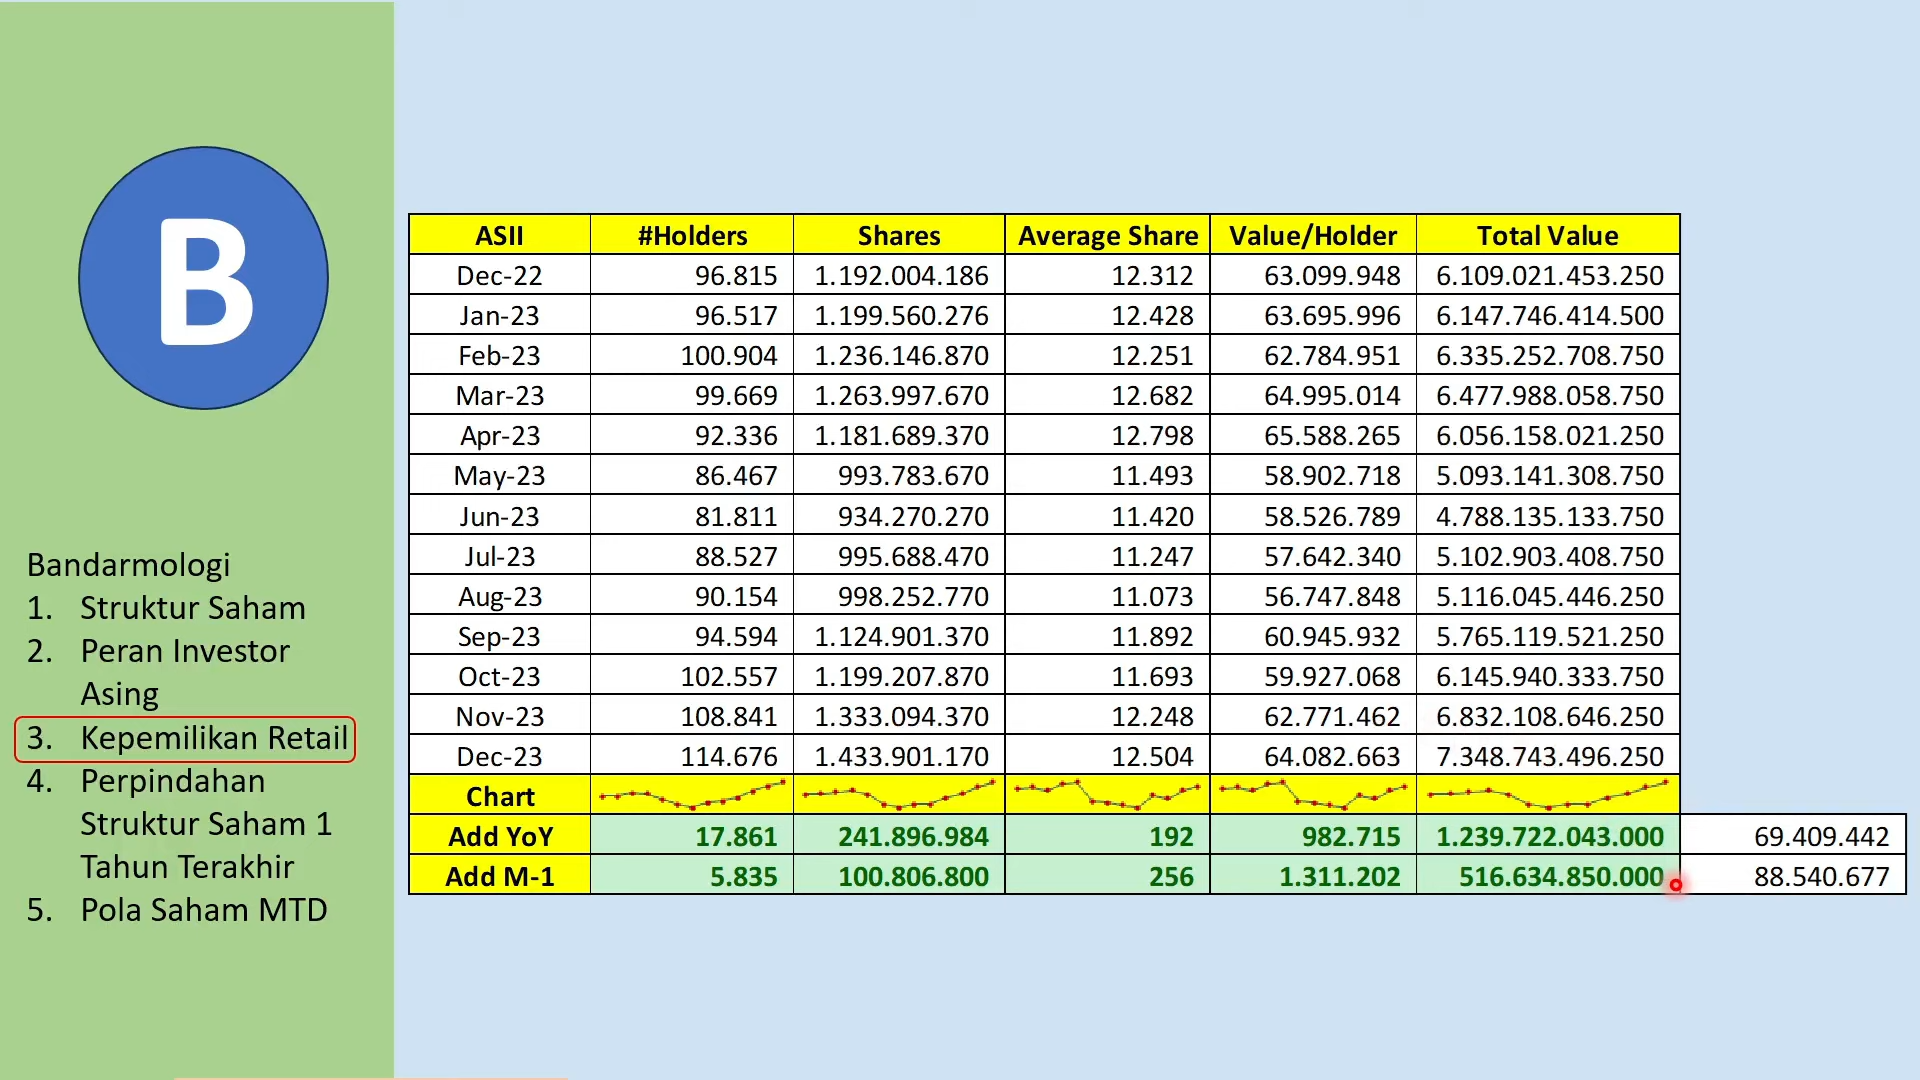 B
Bandarmologi
1. Struktur Saham
2. Peran Investor
Asing
3. Kepemilikan Retail
4. Perpindahan
Struktur Saham 1
Tahun Terakhir
5. Pola Saham MTD
ASII #Holders Shares Average Share Value/Holder Total Value
Dec-22 96.815 1.192.004.186 12.312 63.099.948 6.109.021.453.250
Jan-23 96.517 1.199.560.276 12.428 63.695.996 6.147.746.414.500
Feb-23 100.904 1.236.146.870 12.251 62.784.951 6.335.252.708.750
Mar-23 99.669 1.263.997.670 12.682 64.995.014 6.477.988.058.750
Apr-23 92.336 1.181.689.370 12.798 65.588.265 6.056.158.021.250
May-23 86.467 993.783.670 11.493 58.902.718 5.093.141.308.750
Jun-23 81.811 934.270.270 11.420 58.526.789 4.788.135.133.750
Jul-23 88.527 995.688.470 11.247 57.642.340 5.102.903.408.750
Aug-23 90.154 998.252.770 11.073 56.747.848 5.116.045.446.250
Sep-23 94.594 1.124.901.370 11.892 60.945.932 5.765.119.521.250
Oct-23 102.557 1.199.207.870 11.693 59.927.068 6.145.940.333.750
Nov-23 108.841 1.333.094.370 12.248 62.771.462 6.832.108.646.250
Dec-23 114.676 1.433.901.170 12.504 64.082.663 7.348.743.496.250
Chart
Add YoY 17.861 241.896.984 192 982.715 1.239.722.043.000 69.409.442
Add M-1 5.835 100.806.800 256 1.311.202 516.634.850.000 88.540.677